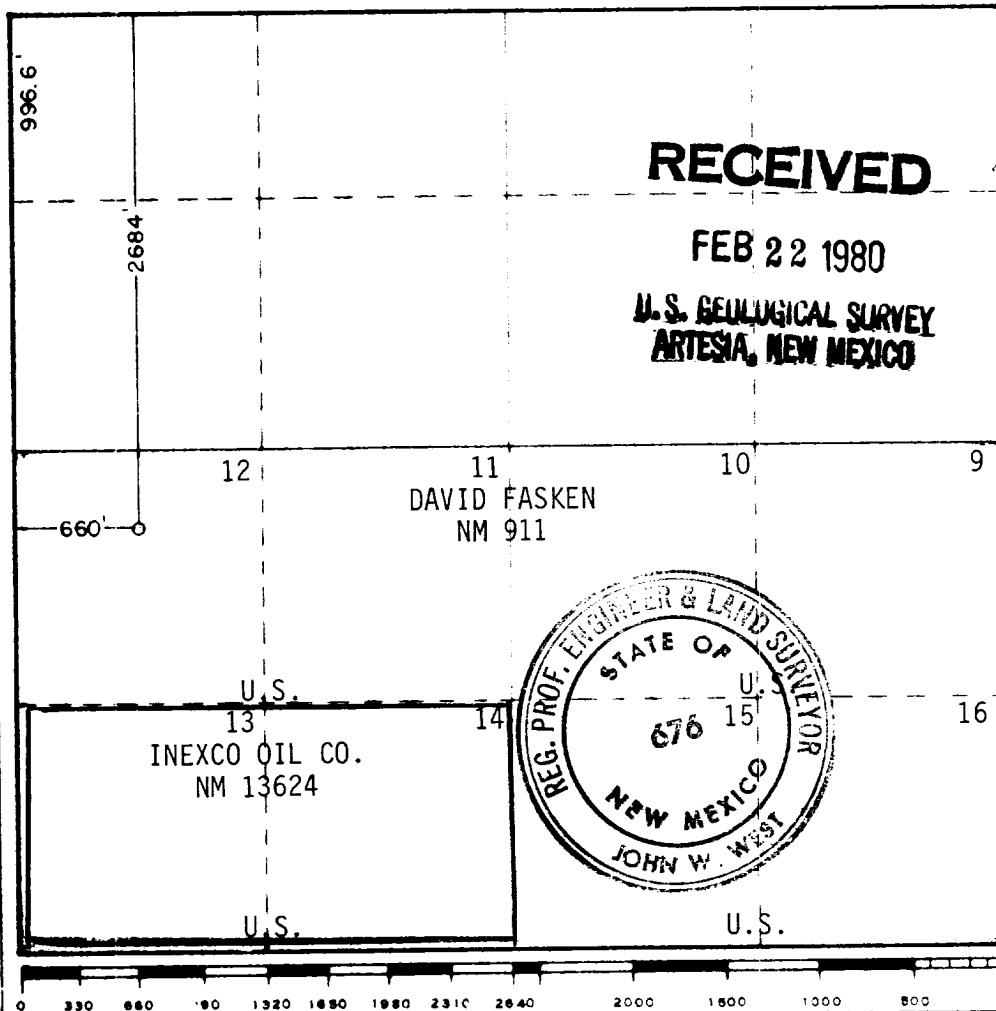 996.6'
RECEIVED
2684'
FEB 22 1980
U.S. GEOLOGICAL SURVEY
ARTESIA, NEW MEXICO
12 11 10 9
DAVID FASKEN
NM 911
660'
REG. PROF. ENGINEER & LAND SURVEYOR
STATE OF
NEW MEXICO
676
JOHN W. WEST
U.S. U.S
13 14 15 16
INEXCO OIL CO.
NM 13624
U.S. U.S.
0 330 660 '90 1320 1650 1980 2310 2640 2000 1500 1000 500